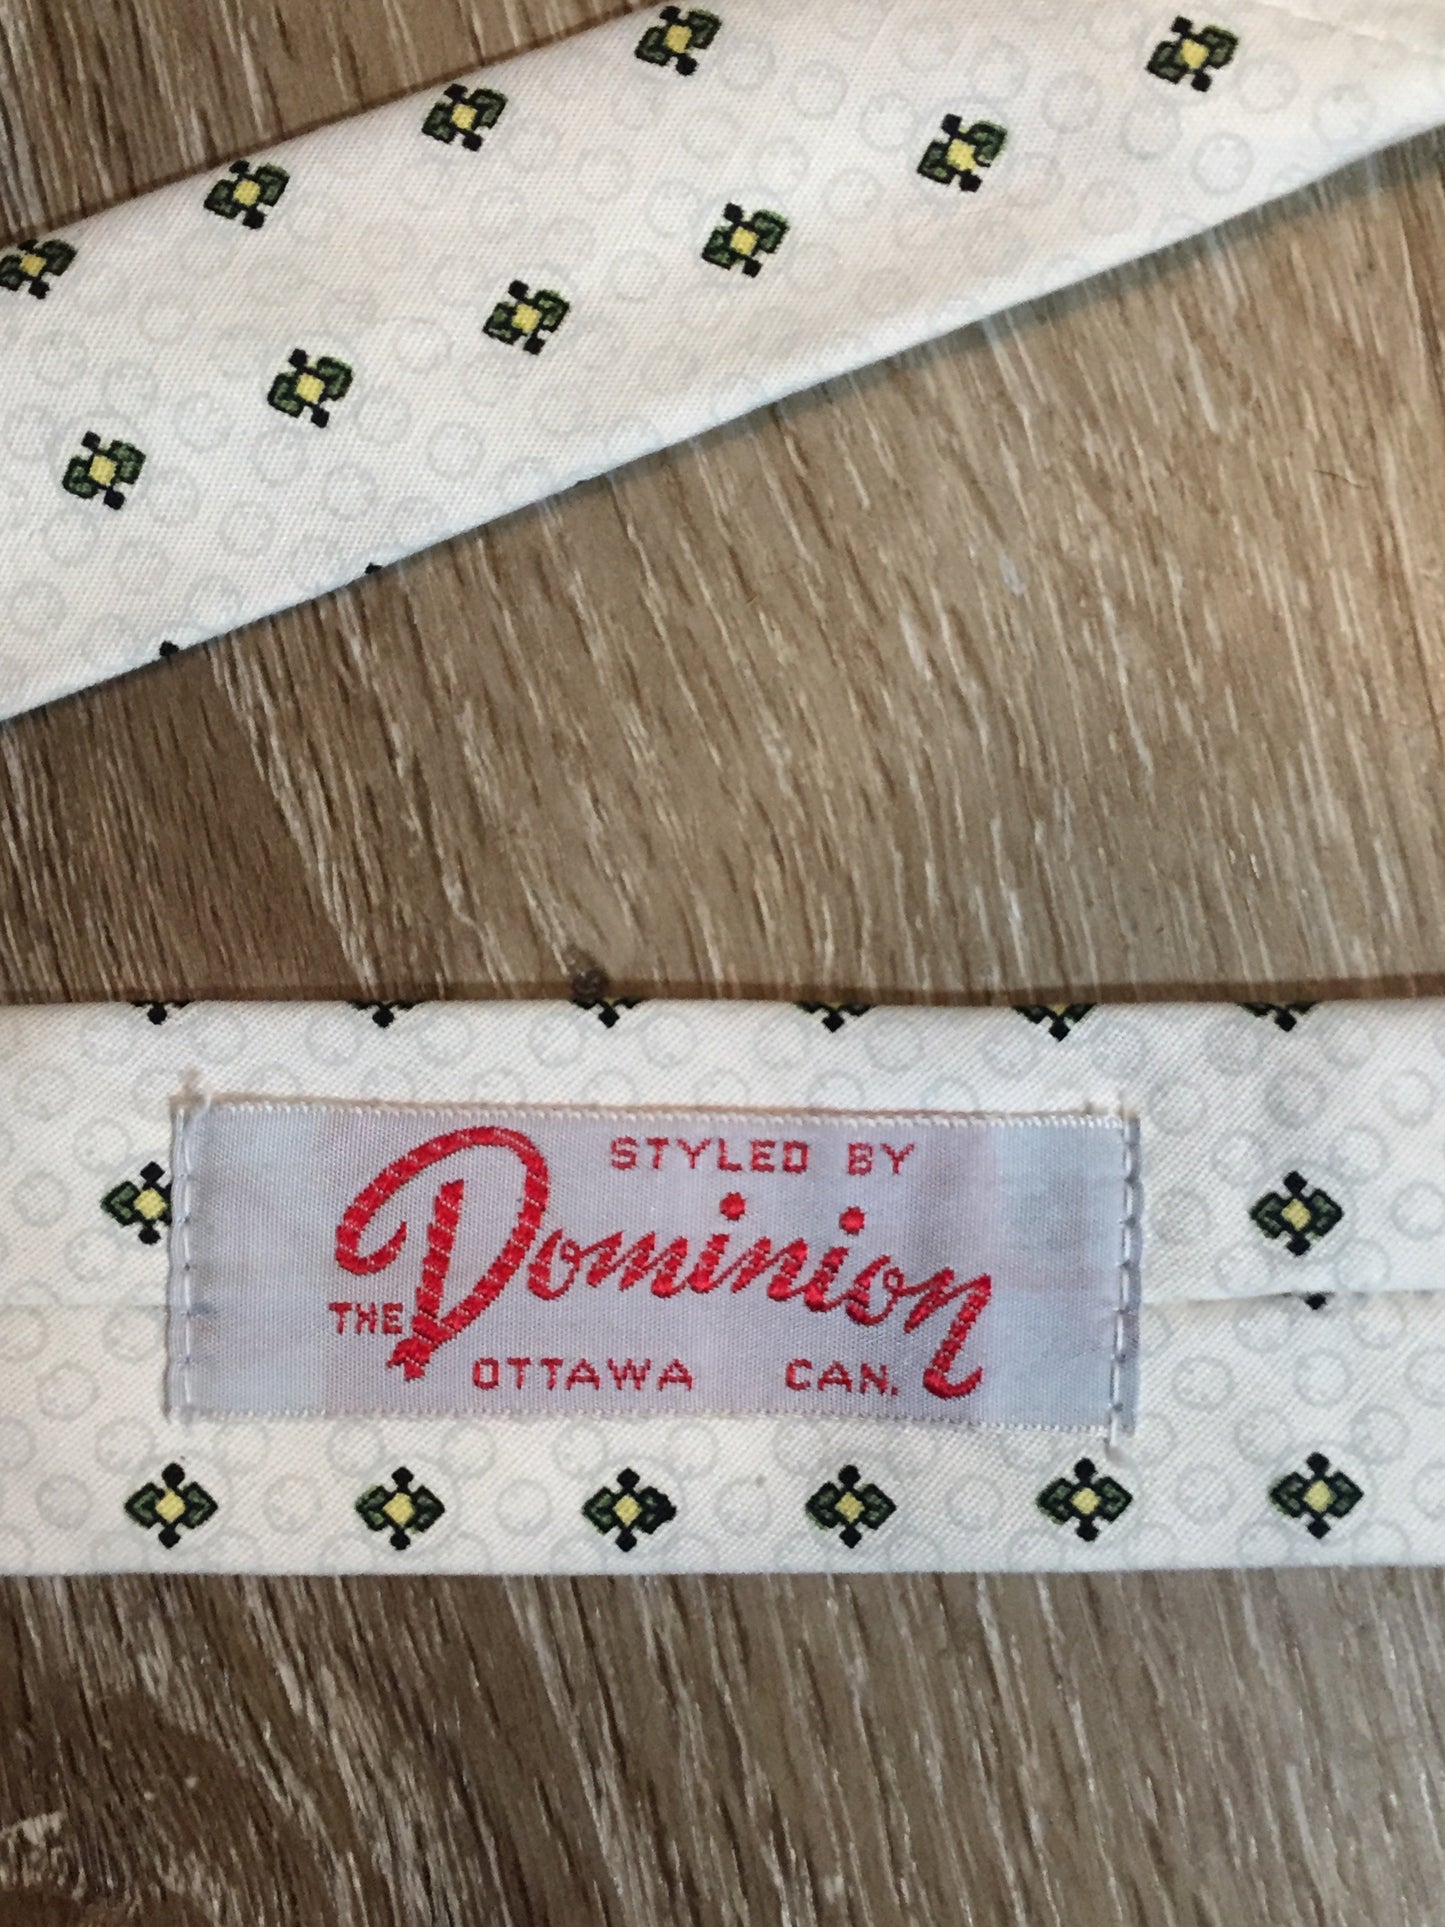 STYLED BY
THE Dominion
OTTAWA CAN.